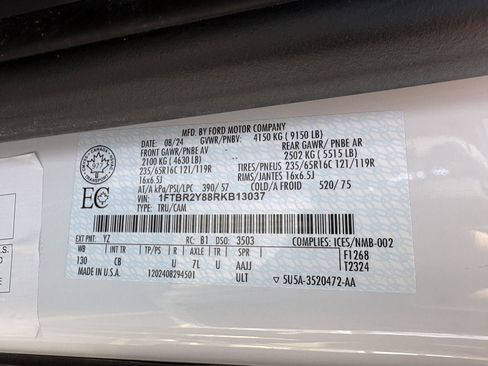 MFD. BY FORD MOTOR COMPANY
08/24 GVWR/PNBV: 4150 KG ( 9150 LB)
FRONT GAWR/PNBE AV REAR GAWR/ PNBE AR
2100 KG ( 4630 LB) 2502 KG ( 5515 LB)
235/65R16C 121/119R TIRES/PNEUS 235/65R16C 121/119R
16x6.5J RIMS/JANTES 16x6.5J
AT/A kPa/PSI/LPC 390/ 57 COLD/A FROID 520/ 75
VIN: 1FTBR2Y88RKB13037
TYPE: TRU/CAM
EC
EXT PNT: YZ RC: B1 DSO: 3503 COMPLIES: ICES/NMB-002
WB INT TR TP/PS R AXLE TR SPR F1268
130 CB U 7L U AAJJ T2324
MADE IN U.S.A. 1202408294501 ULT 5U5A-3520472-AA
CANADA